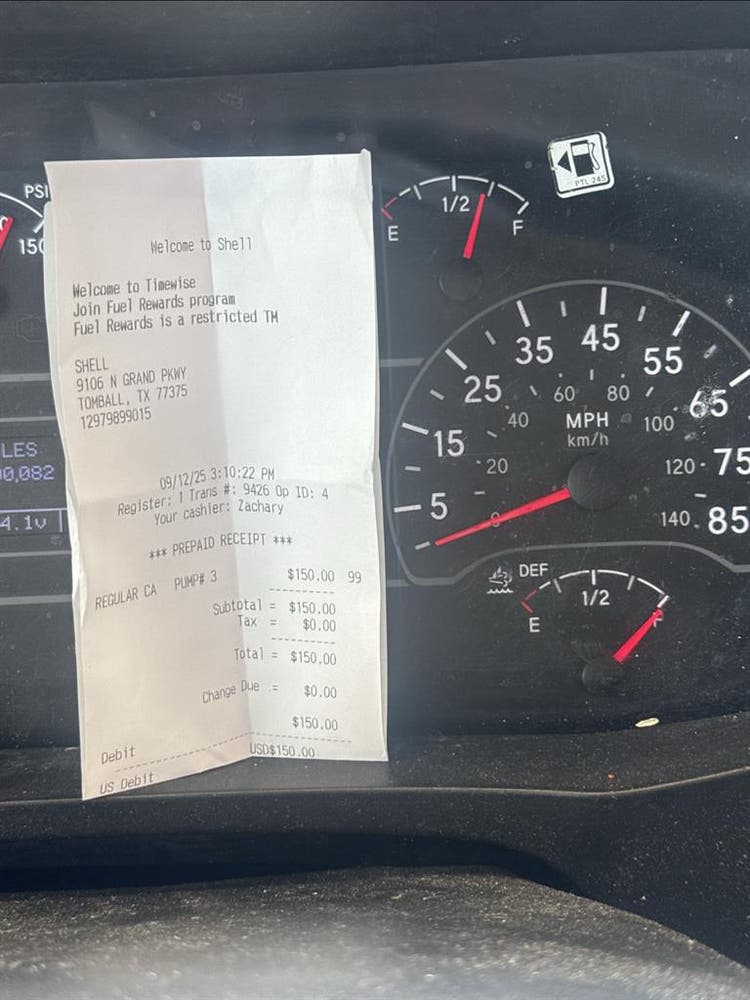 PSI
150
Welcome to Shell
Welcome to Timewise
Join Fuel Rewards program
Fuel Rewards is a restricted TM
SHELL
9106 N GRAND PKWY
TOMBALL, TX 77375
12979899015
09/12/25 3:10:22 PM
Register: 1 Trans #: 9426 Op ID: 4
Your cashier: Zachary
*** PREPAID RECEIPT ***
REGULAR CA PUMP# 3 $150.00 99
Subtotal = $150.00
Tax = $0.00
Total = $150.00
Change Due = $0.00
$150.00
Debit USD$150.00
US Debit
LES
0,082
4.1v
E 1/2 F
PTL 245
5 15 25 35 45 55 65 75 85
20 40 60 80 100 120 140
MPH
km/h
DEF
E 1/2 F